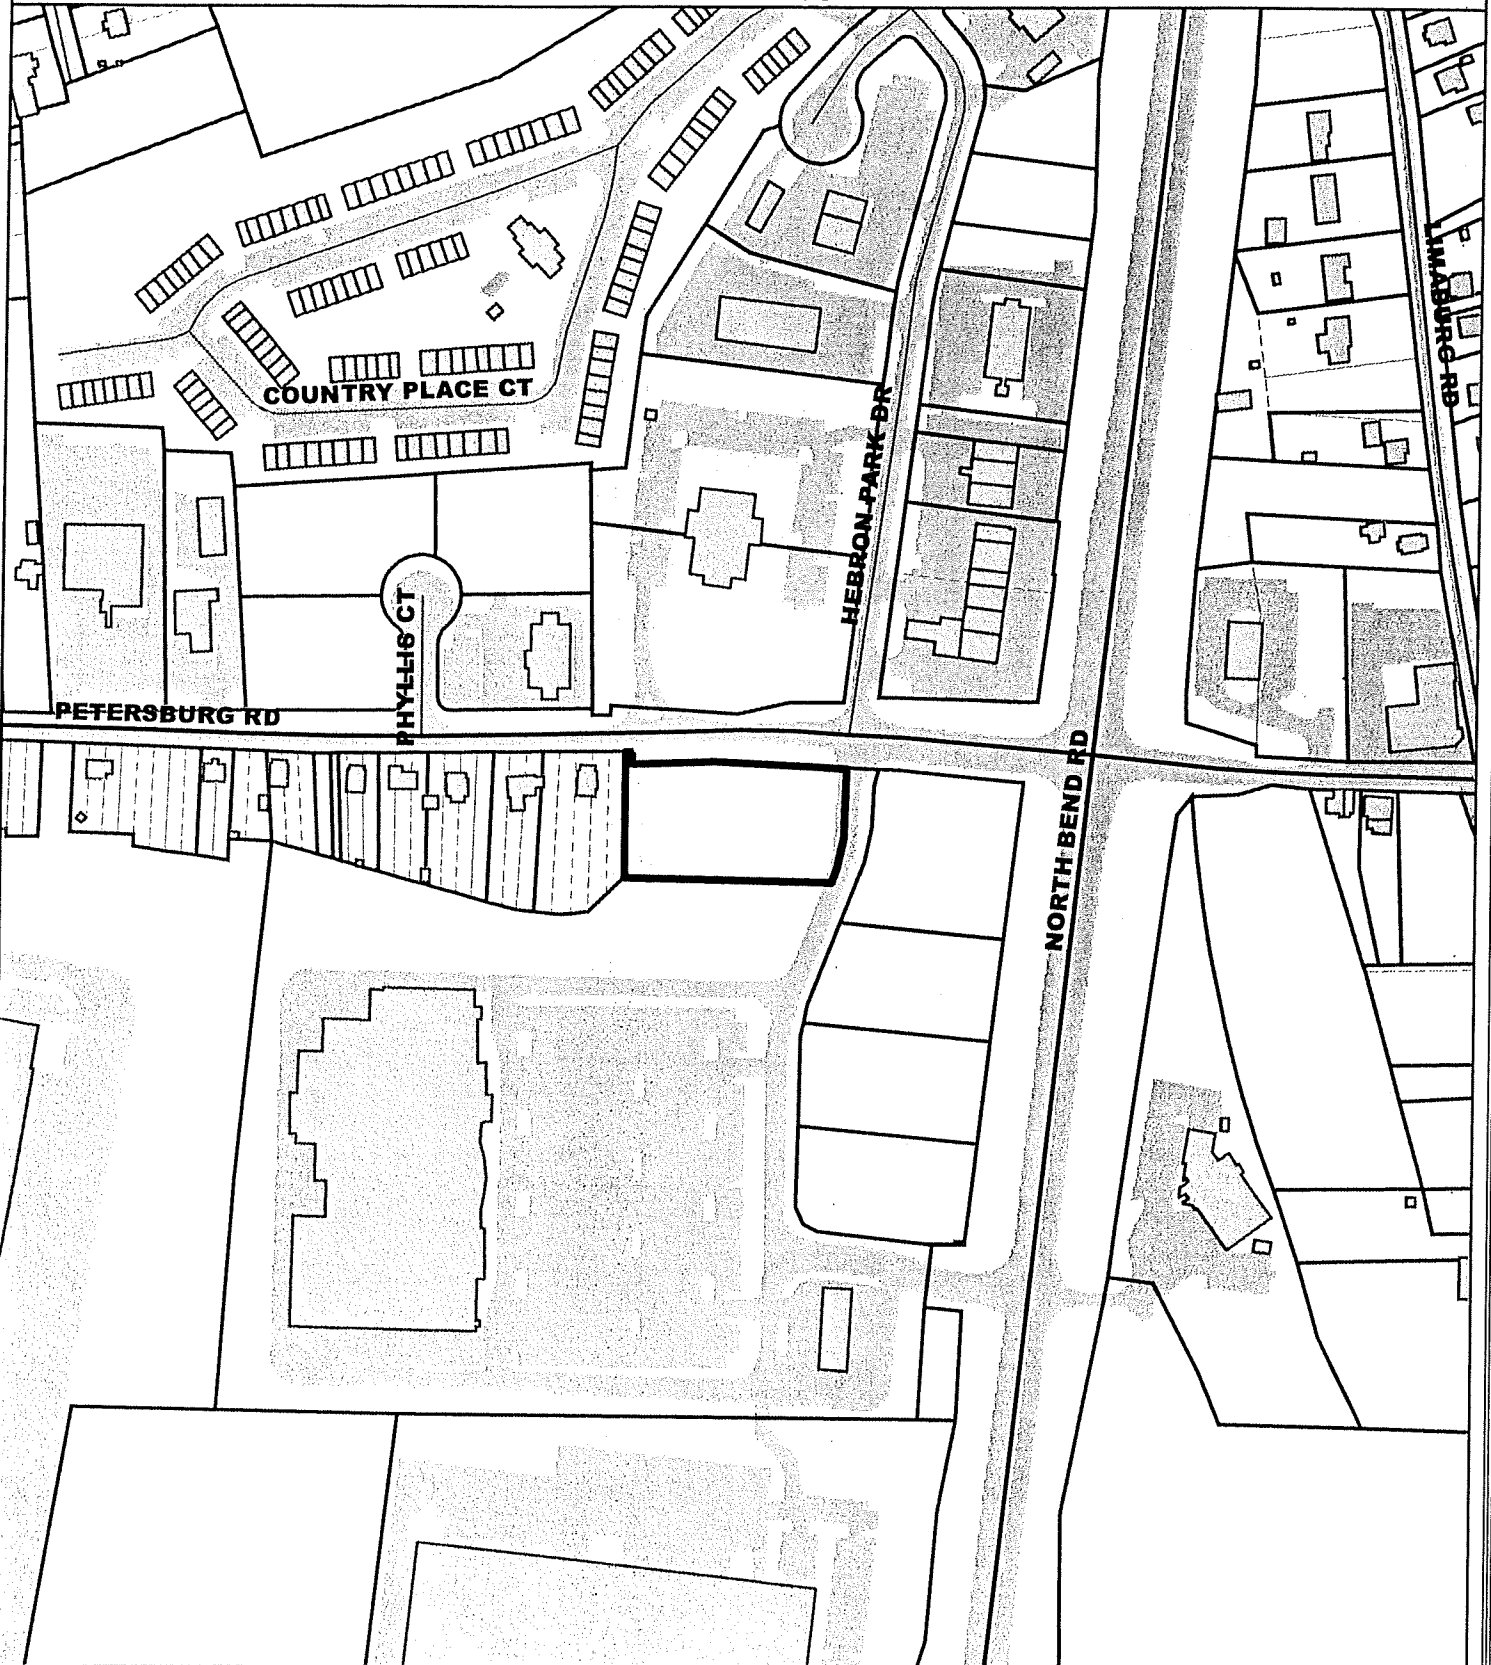 LIMABURG RD
COUNTRY PLACE CT
HEBRON PARK DR
PHYLLIS CT
PETERSBURG RD
NORTH BEND RD